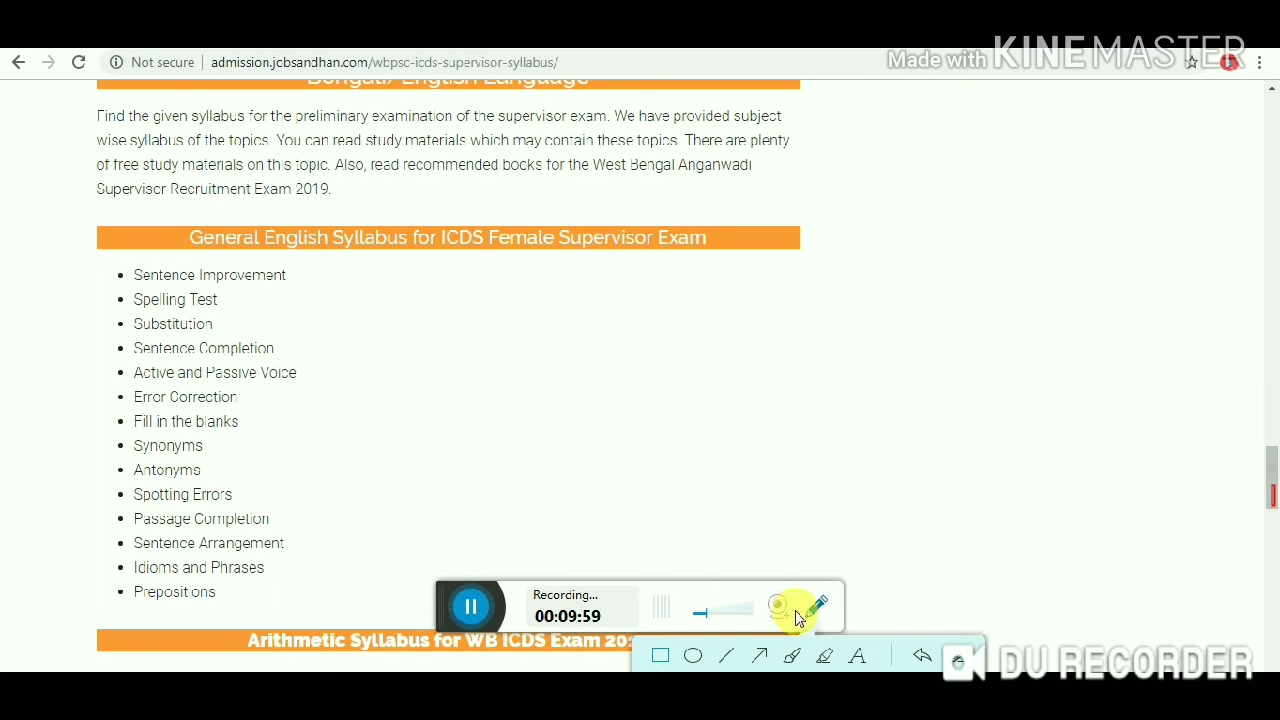 Made with KINEMASTER
Not secure | admission.jcbsandhan.com/wbpsc-icds-supervisor-syllabus/
Bengali/ English Language
Find the given syllabus for the preliminary examination of the supervisor exam. We have provided subject
wise syllabus of the topics. You can read study materials which may contain these topics. There are plenty
of free study materials on this topic. Also, read recommended books for the West Bengal Anganwadi
Supervisor Recruitment Exam 2019.
General English Syllabus for ICDS Female Supervisor Exam
• Sentence Improvement
• Spelling Test
• Substitution
• Sentence Completion
• Active and Passive Voice
• Error Correction
• Fill in the blanks
• Synonyms
• Antonyms
• Spotting Errors
• Passage Completion
• Sentence Arrangement
• Idioms and Phrases
• Prepositions
Recording...
00:09:59
Arithmetic Syllabus for WB ICDS Exam 20
DU RECORDER